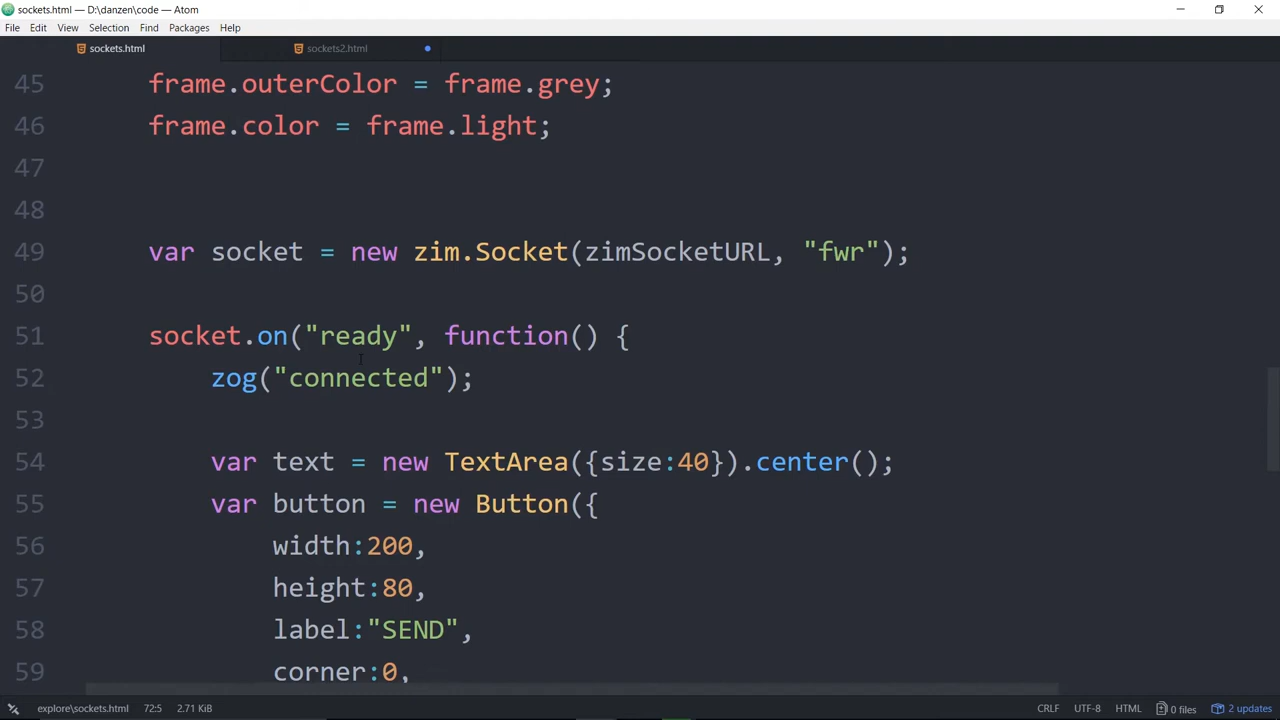 sockets.html — D:\danzen\code — Atom
File Edit View Selection Find Packages Help
sockets.html sockets2.html
45 frame.outerColor = frame.grey;
46 frame.color = frame.light;
47
48
49 var socket = new zim.Socket(zimSocketURL, "fwr");
50
51 socket.on("ready", function() {
52 zog("connected");
53
54 var text = new TextArea({size:40}).center();
55 var button = new Button({
56 width:200,
57 height:80,
58 label:"SEND",
59 corner:0,
explore\sockets.html 72:5 2.71 KiB CRLF UTF-8 HTML 0 files 2 updates